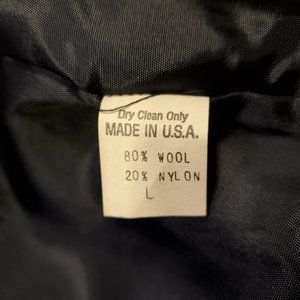 Dry Clean Only
MADE IN U.S.A.
80% WOOL
20% NYLON
L